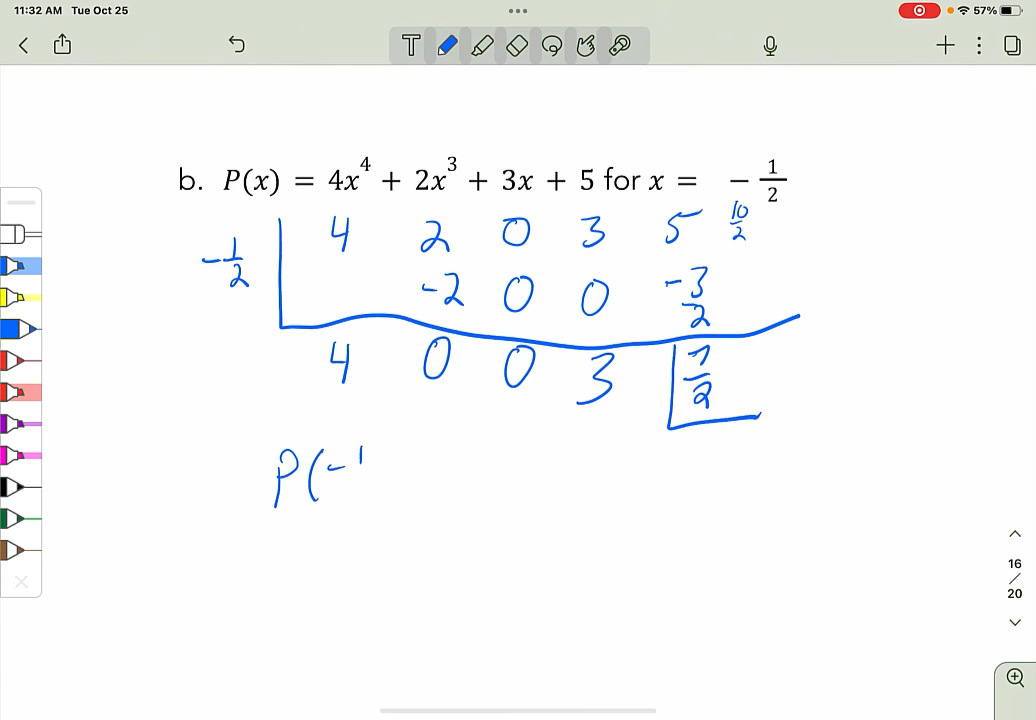 11:32 AM Tue Oct 25
57%
T
b. P(x) = 4x⁴ + 2x³ + 3x + 5 for x = - 1/2
-1/2 4 2 0 3 5 10/2
-2 0 0 -3/2
4 0 0 3 7/2
P(-1
16
/
20